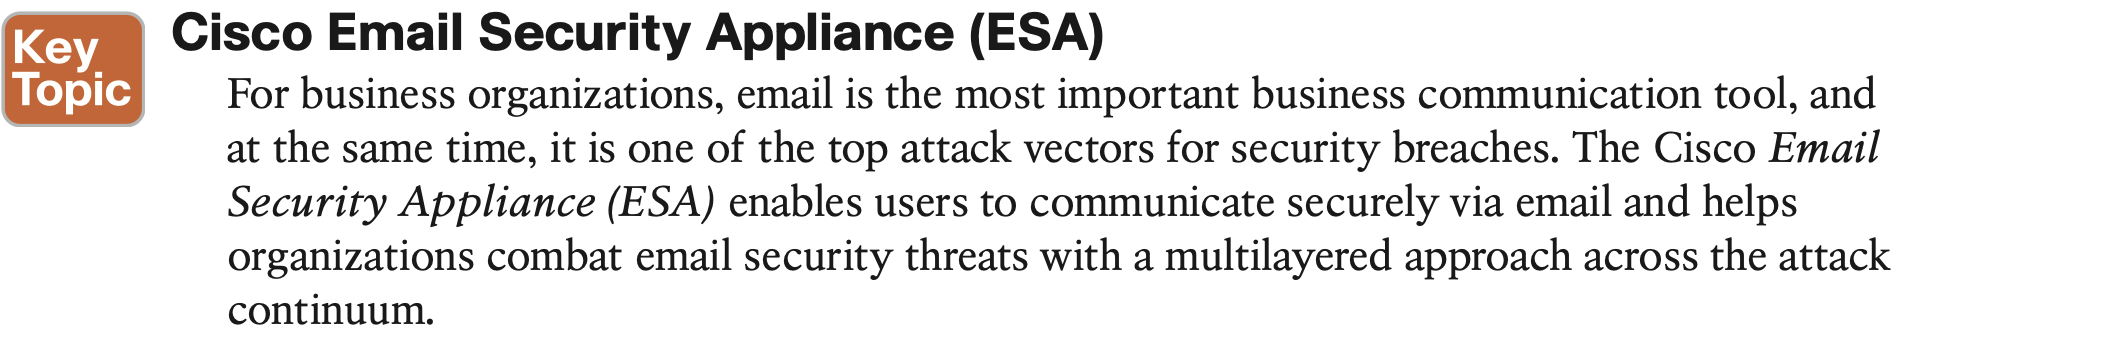 Key
Topic
Cisco Email Security Appliance (ESA)
For business organizations, email is the most important business communication tool, and
at the same time, it is one of the top attack vectors for security breaches. The Cisco Email
Security Appliance (ESA) enables users to communicate securely via email and helps
organizations combat email security threats with a multilayered approach across the attack
continuum.